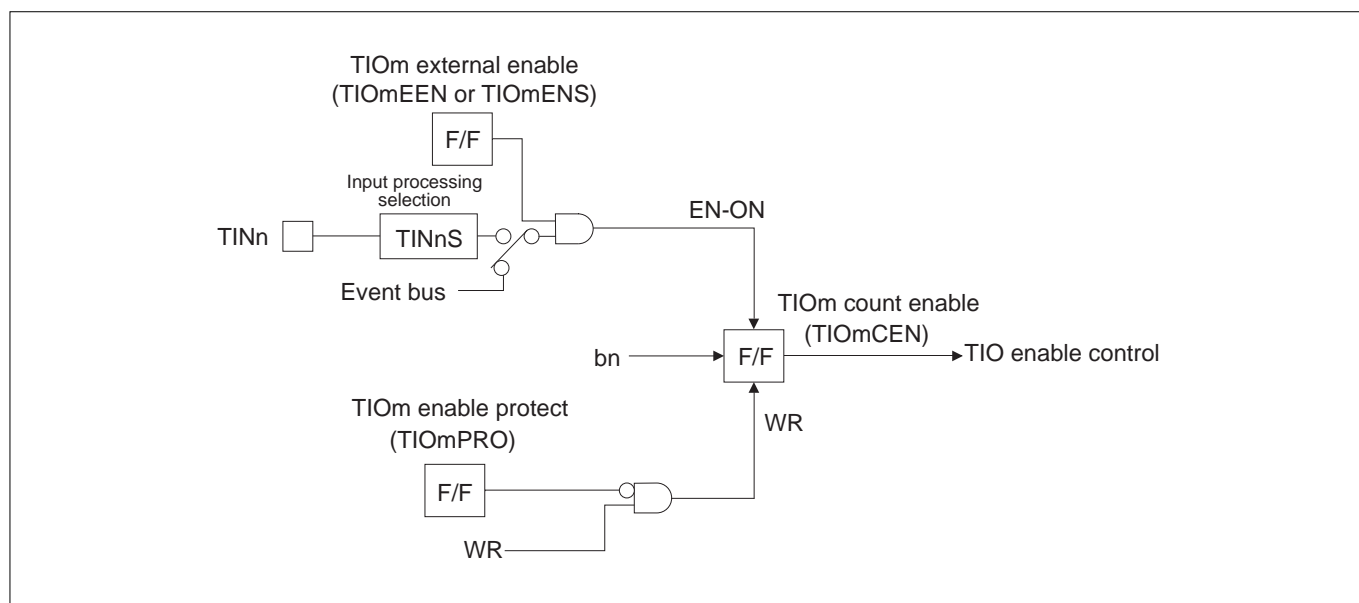 TIOm external enable
(TIOmEEN or TIOmENS)
F/F
Input processing
selection
TINn
TINnS
EN-ON
Event bus
TIOm count enable
(TIOmCEN)
bn
F/F
TIO enable control
TIOm enable protect
(TIOmPRO)
WR
F/F
WR